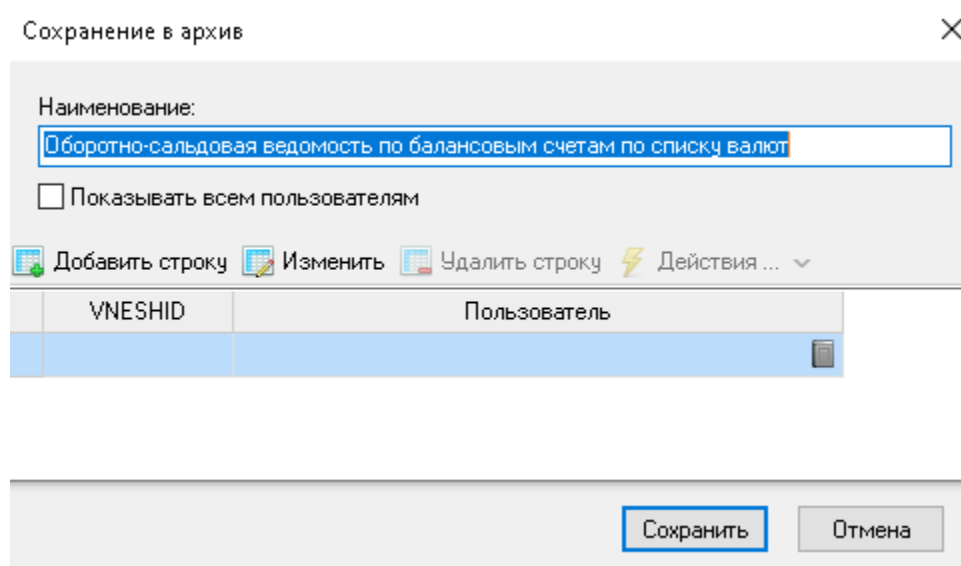 Сохранение в архив
Наименование:
Оборотно-сальдовая ведомость по балансовым счетам по списку валют
Показывать всем пользователям
Добавить строку Изменить Удалить строку Действия ...
VNESHID Пользователь
Сохранить Отмена